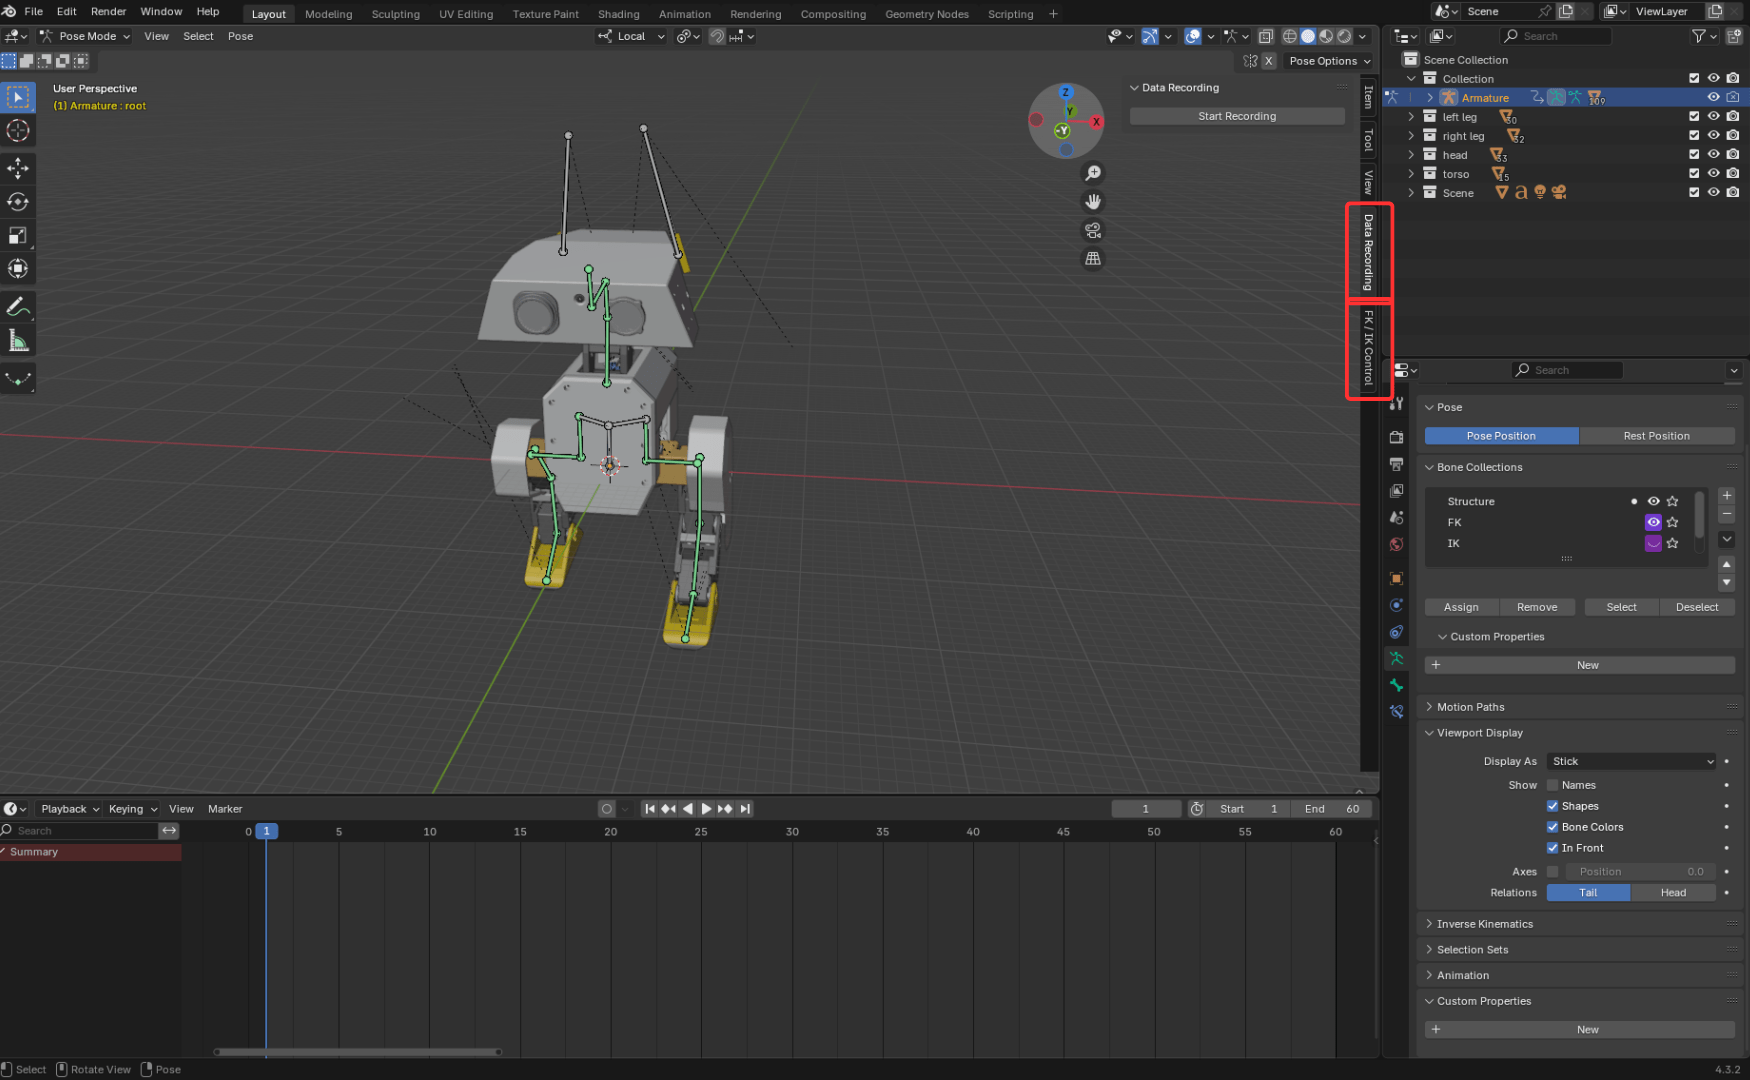 File Edit Render Window Help Layout Modeling Sculpting UV Editing Texture Paint Shading Animation Rendering Compositing Geometry Nodes Scripting + Scene ViewLayer
Pose Mode View Select Pose Local Search
X Pose Options
User Perspective
(1) Armature : root
Data Recording
Start Recording
Z
Y
X
-Y
Item
Tool
View
Data Recording
FK / IK Control
Scene Collection
Collection
Armature 109
left leg 50
right leg 52
head 53
torso 15
Scene
Search
Pose
Pose Position Rest Position
Bone Collections
Structure
FK
IK
Assign Remove Select Deselect
Custom Properties
+ New
Motion Paths
Viewport Display
Display As Stick
Show Names
Shapes
Bone Colors
In Front
Axes Position 0.0
Relations Tail Head
Inverse Kinematics
Selection Sets
Animation
Custom Properties
+ New
Playback Keying View Marker 1 Start 1 End 60
Search 0 1 5 10 15 20 25 30 35 40 45 50 55 60
Summary
Select Rotate View Pose 4.3.2